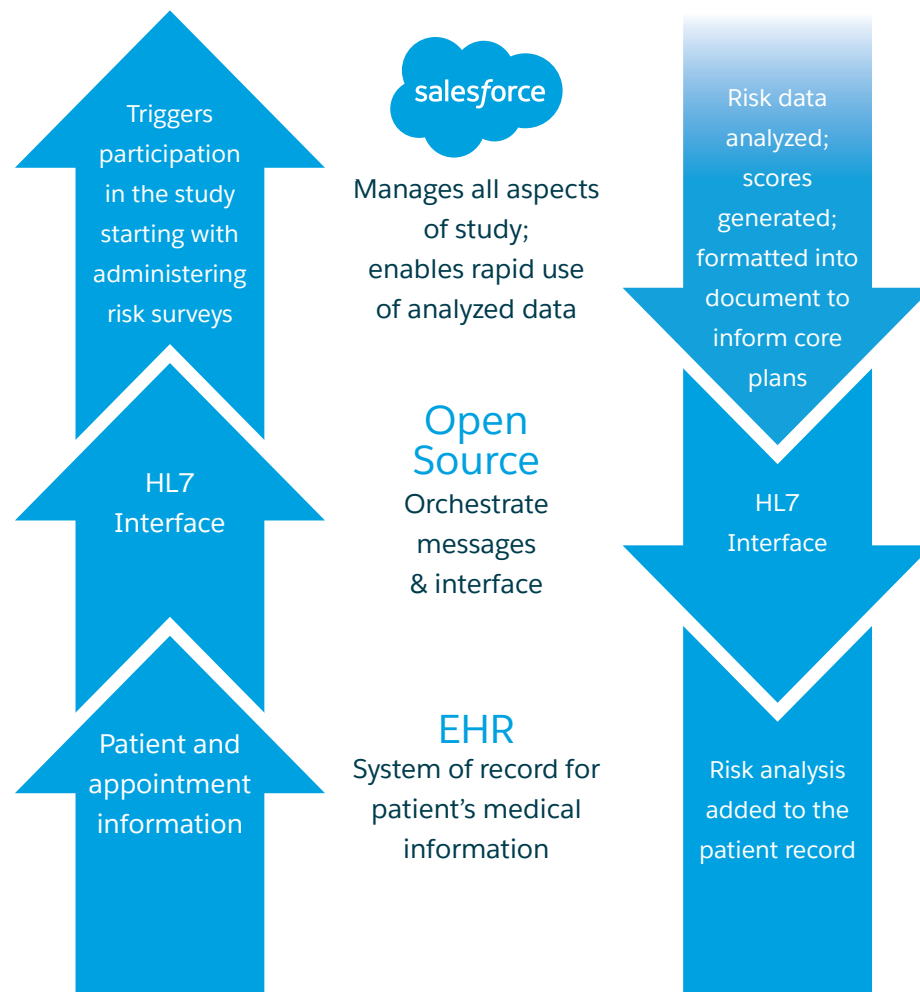 Triggers
participation
in the study
starting with
administering
risk surveys
salesforce
Manages all aspects
of study;
enables rapid use
of analyzed data
Risk data
analyzed;
scores
generated;
formatted into
document to
inform core
plans
HL7
Interface
Open
Source
Orchestrate
messages
& interface
HL7
Interface
Patient and
appointment
information
EHR
System of record for
patient’s medical
information
Risk analysis
added to the
patient record